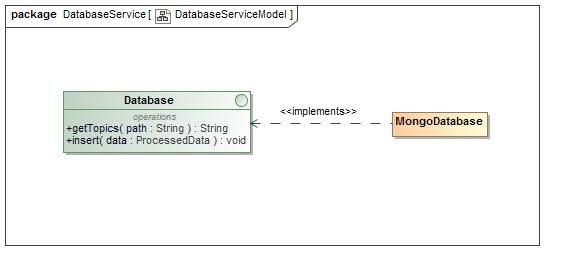 package DatabaseService [ DatabaseServiceModel ]
Database
operations
+getTopics( path : String ) : String
+insert( data : ProcessedData ) : void
<<implements>>
MongoDatabase